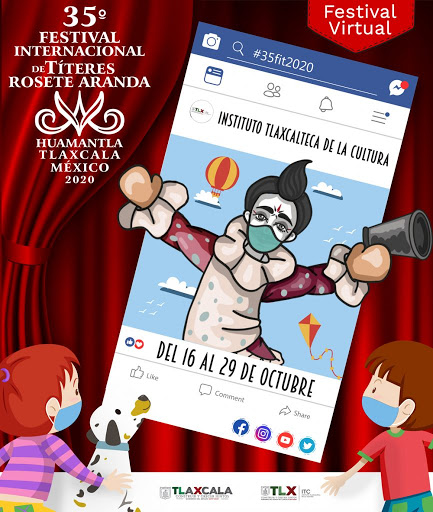 35º
FESTIVAL
INTERNACIONAL
DE TÍTERES
ROSETE ARANDA
HUAMANTLA
TLAXCALA
MÉXICO
2020
Festival
Virtual
#35fit2020
TLX
INSTITUTO TLAXCALTECA DE LA CULTURA
DEL 16 AL 29 DE OCTUBRE
Like
Comment
Share
TLAXCALA
TLX
ITC